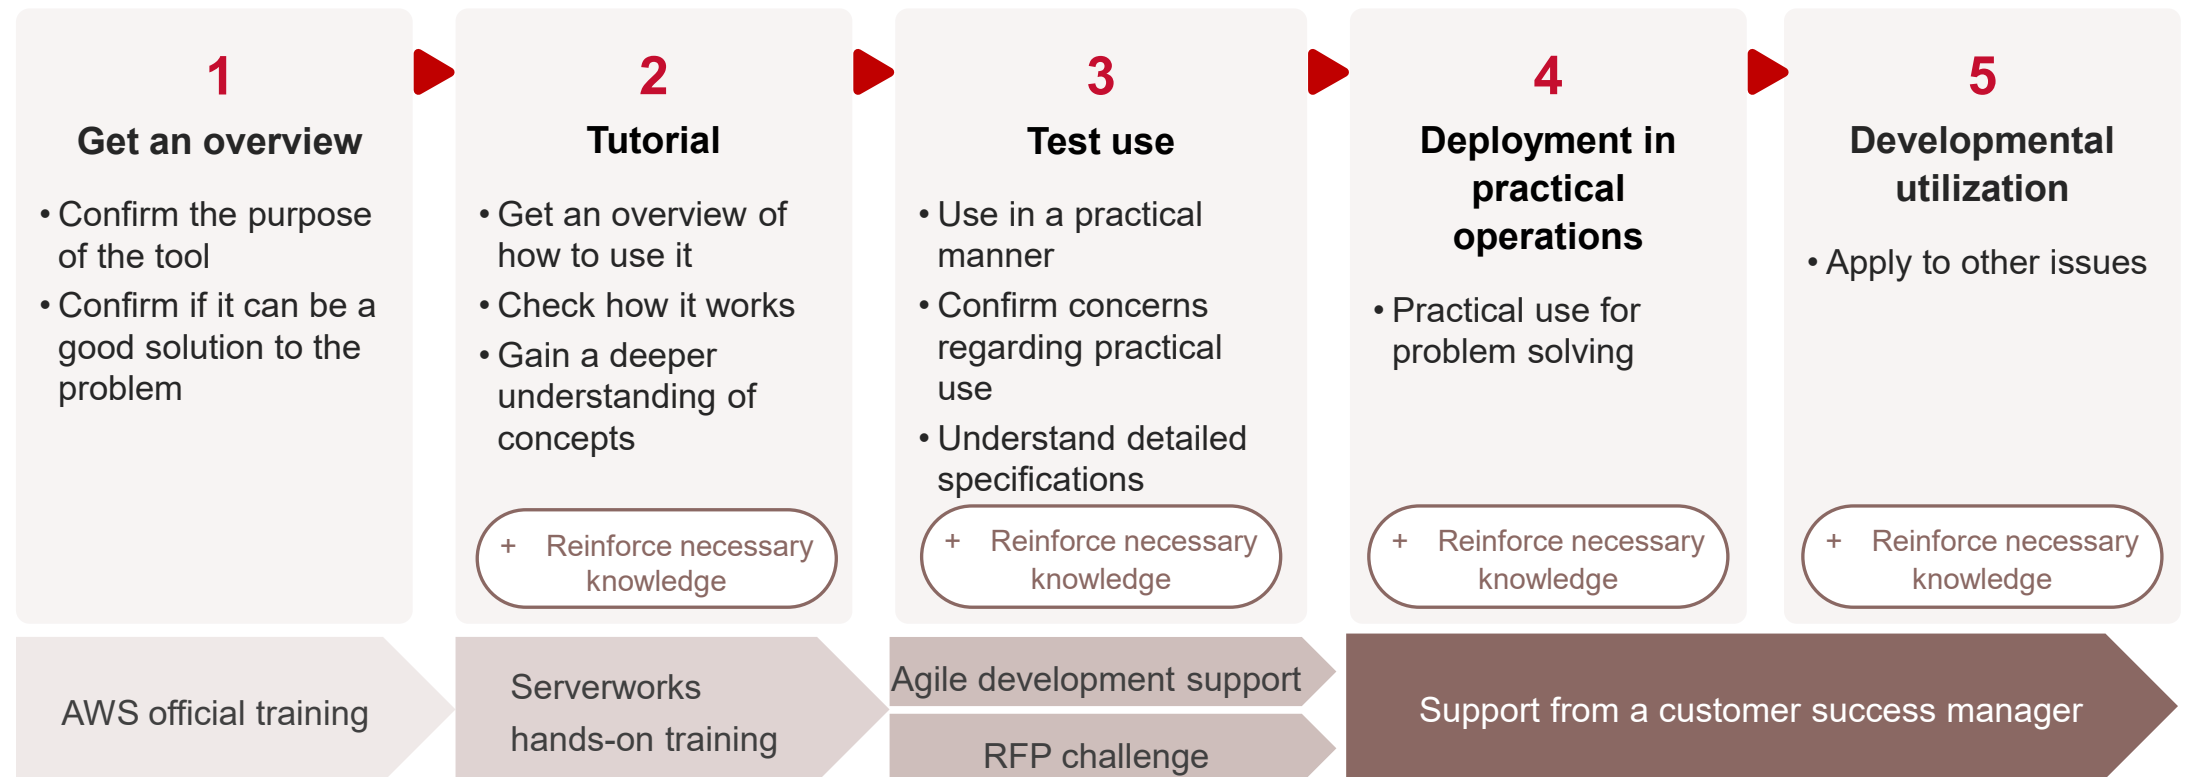 1
Get an overview
• Confirm the purpose
of the tool
• Confirm if it can be a
good solution to the
problem
2
Tutorial
• Get an overview of
how to use it
• Check how it works
• Gain a deeper
understanding of
concepts
+ Reinforce necessary
knowledge
3
Test use
• Use in a practical
manner
• Confirm concerns
regarding practical
use
• Understand detailed
specifications
+ Reinforce necessary
knowledge
4
Deployment in
practical
operations
• Practical use for
problem solving
+ Reinforce necessary
knowledge
5
Developmental
utilization
• Apply to other issues
+ Reinforce necessary
knowledge
AWS official training
Serverworks
hands-on training
Agile development support
RFP challenge
Support from a customer success manager